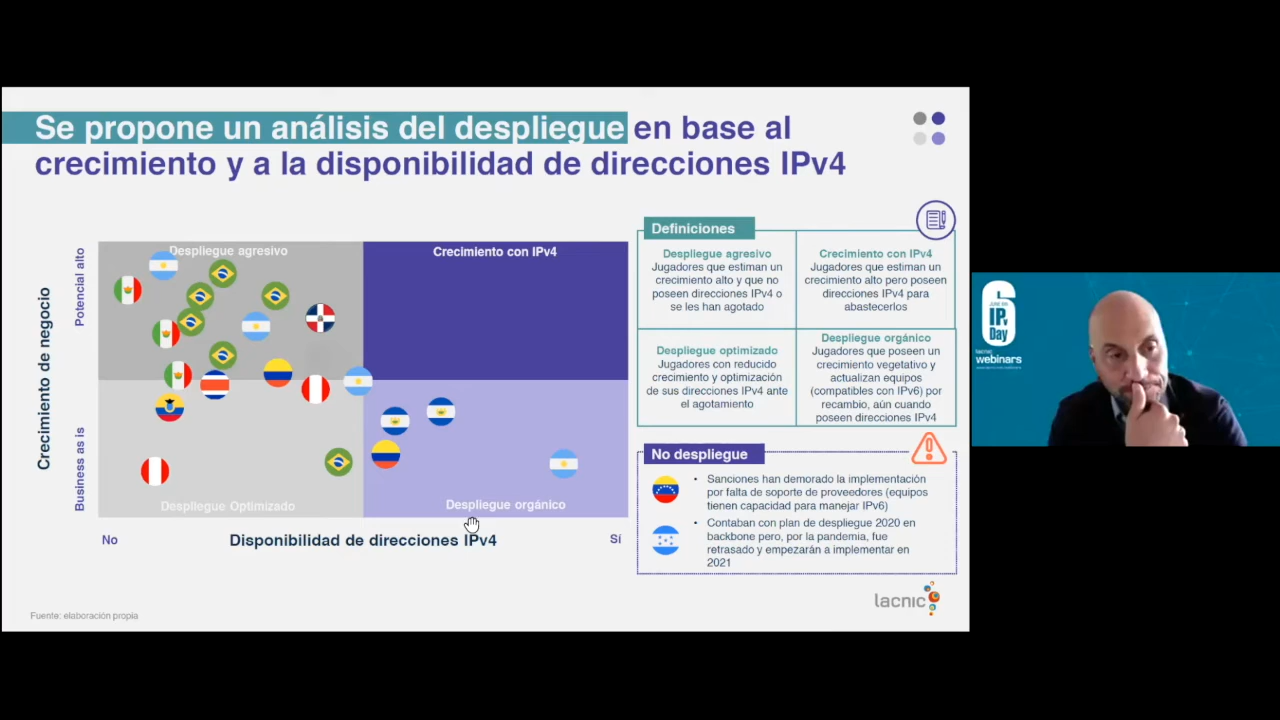 Se propone un análisis del despliegue en base al
crecimiento y a la disponibilidad de direcciones IPv4
Crecimiento de negocio
Potencial alto
Business as is
Despliegue agresivo
Crecimiento con IPv4
Despliegue Optimizado
Despliegue orgánico
No
Disponibilidad de direcciones IPv4
Sí
Definiciones
Despliegue agresivo
Jugadores que estiman un
crecimiento alto y que no
poseen direcciones IPv4 o
se les han agotado
Crecimiento con IPv4
Jugadores que estiman un
crecimiento alto pero poseen
direcciones IPv4 para
abastecerlos
Despliegue optimizado
Jugadores con reducido
crecimiento y optimización
de sus direcciones IPv4 ante
el agotamiento
Despliegue orgánico
Jugadores que poseen un
crecimiento vegetativo y
actualizan equipos
(compatibles con IPv6) por
recambio, aún cuando
poseen direcciones IPv4
No despliegue
• Sanciones han demorado la implementación
por falta de soporte de proveedores (equipos
tienen capacidad para manejar IPv6)
• Contaban con plan de despliegue 2020 en
backbone pero, por la pandemia, fue
retrasado y empezarán a implementar en
2021
Fuente: elaboración propia
lacnic
6
IPv
Day
lacnic
webinars